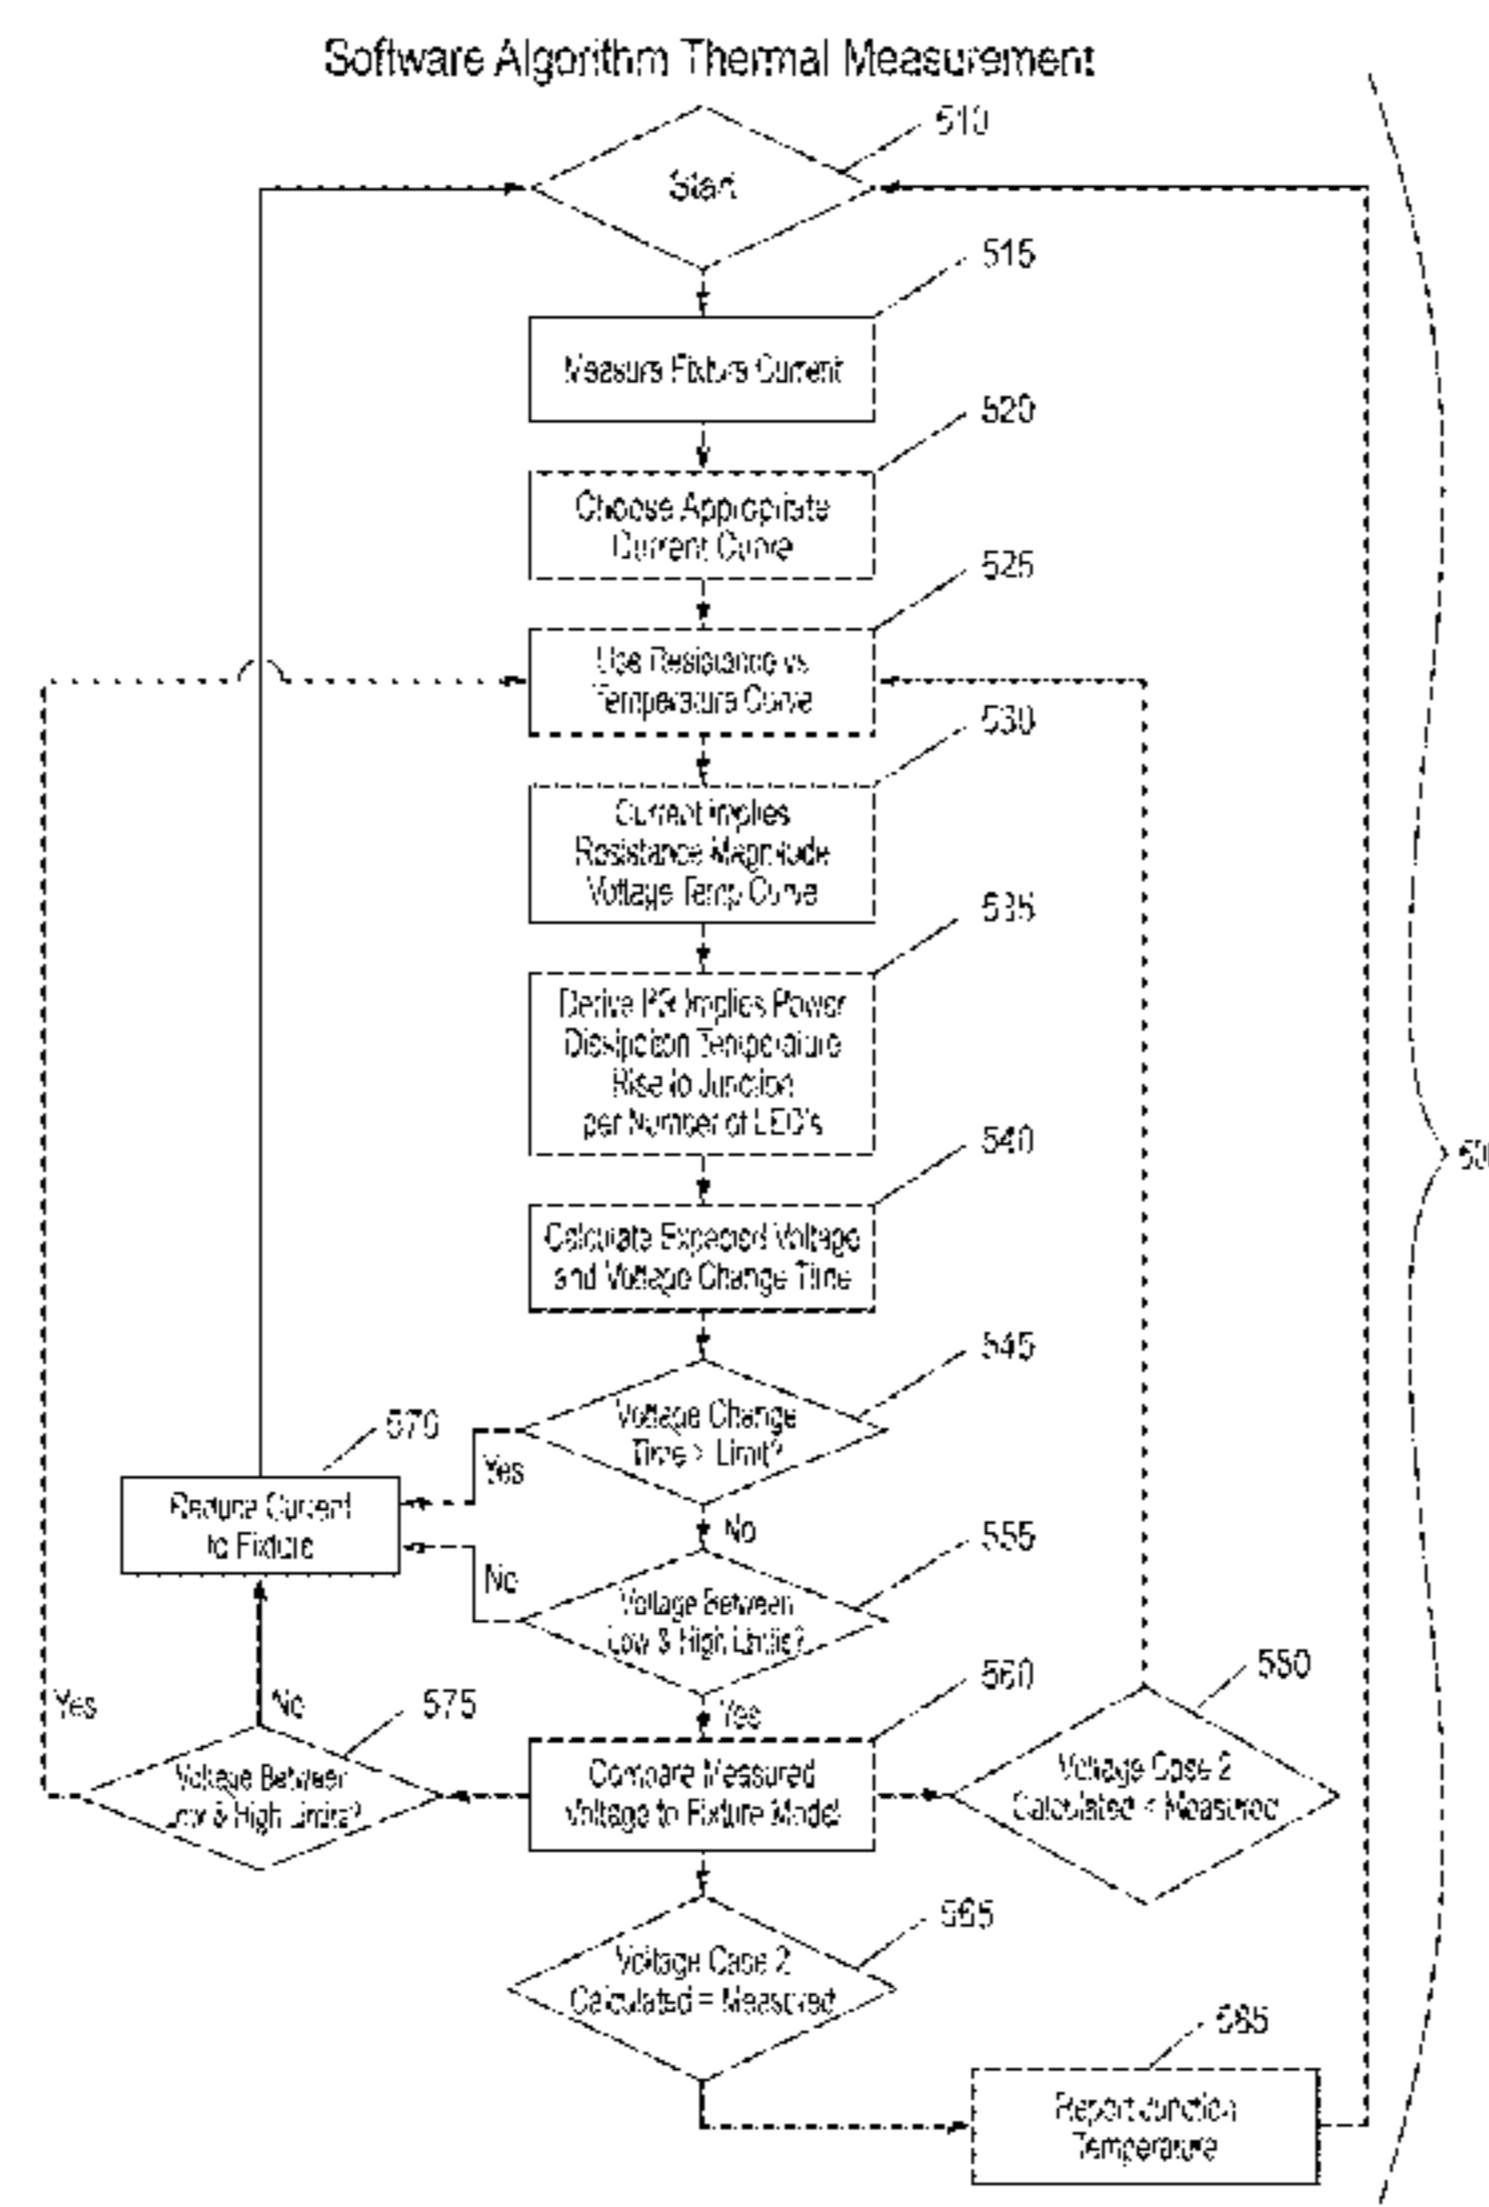 Software Algorithm Thermal Measurement
510
Start
515
Measure Fixture Current
520
Choose Appropriate
Current Curve
525
Use Resistance vs
Temperature Curve
530
Current Implies
Resistance Magnitude
Voltage Temp Curve
535
Derive I²R Implies Power
Dissipation Temperature
Rise to Junction
per Number of LED's
540
Calculate Expected Voltage
and Voltage Change Time
545
Voltage Change
Time > Limit?
Yes
570
Reduce Current
to Fixture
No
555
No
Voltage Between
Low & High Limits?
560
580
Yes
No
575
Yes
Voltage Between
Low & High Limits?
Compare Measured
Voltage to Fixture Model
Voltage Case 2
Calculated < Measured
565
Voltage Case 2
Calculated = Measured
585
Report Junction
Temperature